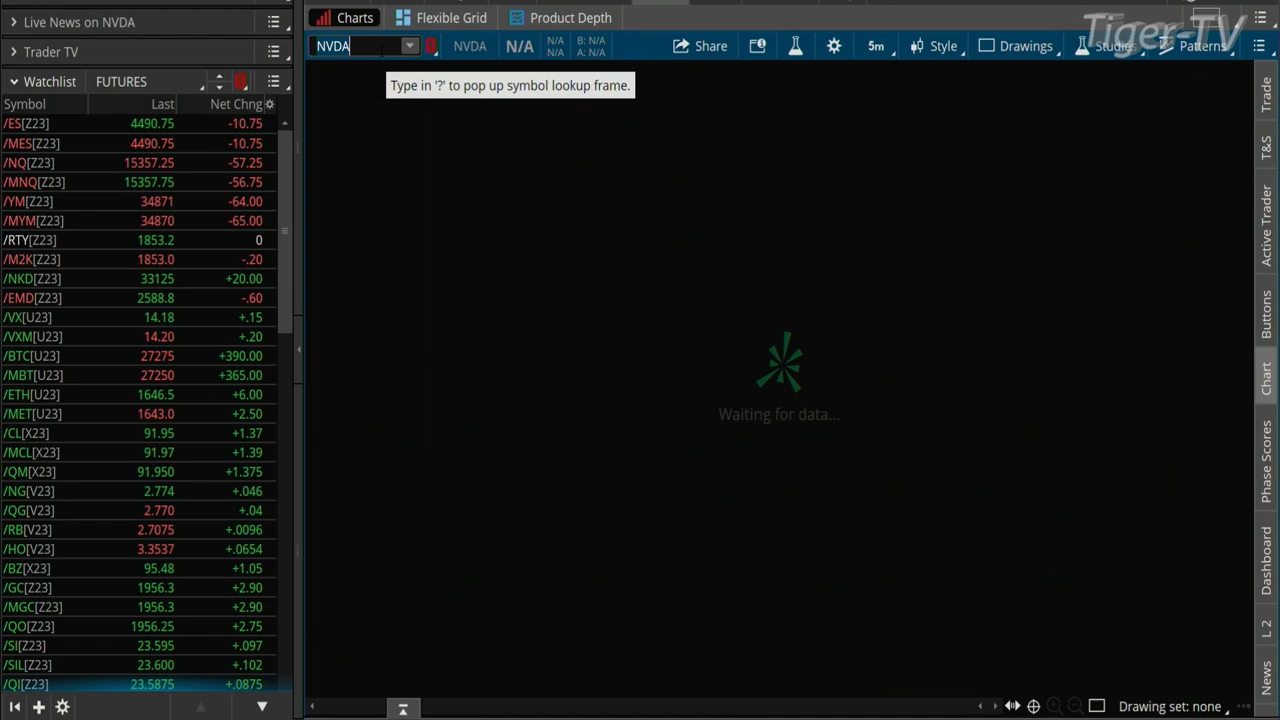 Live News on NVDA
Trader TV
Watchlist FUTURES
Symbol Last Net Chng
/ES[Z23] 4490.75 -10.75
/MES[Z23] 4490.75 -10.75
/NQ[Z23] 15357.25 -57.25
/MNQ[Z23] 15357.75 -56.75
/YM[Z23] 34871 -64.00
/MYM[Z23] 34870 -65.00
/RTY[Z23] 1853.2 0
/M2K[Z23] 1853.0 -.20
/NKD[Z23] 33125 +20.00
/EMD[Z23] 2588.8 -.60
/VX[U23] 14.18 +.15
/VXM[U23] 14.20 +.20
/BTC[U23] 27275 +390.00
/MBT[U23] 27250 +365.00
/ETH[U23] 1646.5 +6.00
/MET[U23] 1643.0 +2.50
/CL[X23] 91.95 +1.37
/MCL[X23] 91.97 +1.39
/QM[X23] 91.950 +1.375
/NG[V23] 2.774 +.046
/QG[V23] 2.770 +.04
/RB[V23] 2.7075 +.0096
/HO[V23] 3.3537 +.0654
/BZ[X23] 95.48 +1.05
/GC[Z23] 1956.3 +2.90
/MGC[Z23] 1956.3 +2.90
/QO[Z23] 1956.25 +2.75
/SI[Z23] 23.595 +.097
/SIL[Z23] 23.600 +.102
/QI[Z23] 23.5875 +.0875
Charts Flexible Grid Product Depth
Tiger-TV
NVDA NVDA N/A N/A N/A B: N/A A: N/A Share 5m Style Drawings Studies Patterns
Type in '?' to pop up symbol lookup frame.
Waiting for data...
Drawing set: none
Trade
T&S
Active Trader
Buttons
Chart
Phase Scores
Dashboard
L 2
News